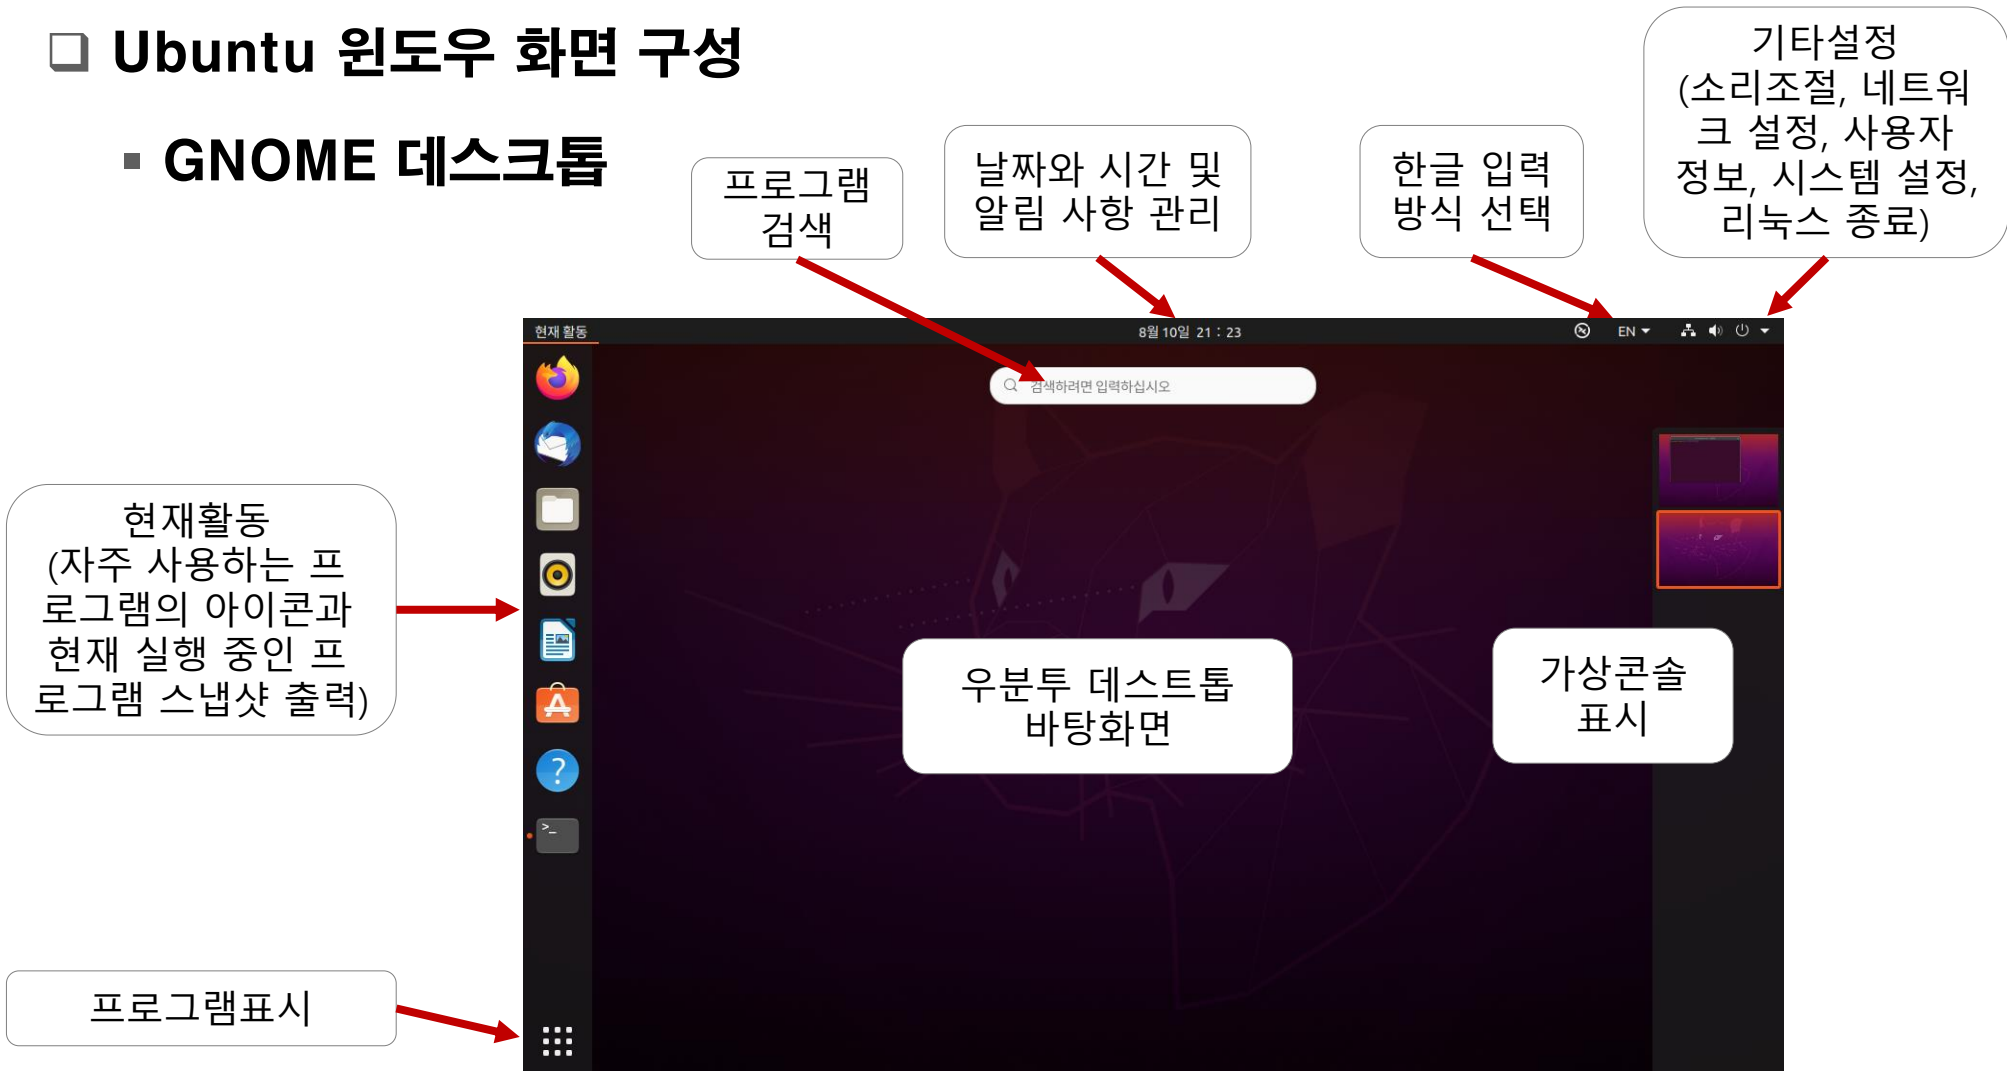 Ubuntu 윈도우 화면 구성
GNOME 데스크톱
프로그램
검색
날짜와 시간 및
알림 사항 관리
한글 입력
방식 선택
기타설정
(소리조절, 네트워
크 설정, 사용자
정보, 시스템 설정,
리눅스 종료)
현재 활동
8월 10일 21 : 23
EN
검색하려면 입력하십시오
현재활동
(자주 사용하는 프
로그램의 아이콘과
현재 실행 중인 프
로그램 스냅샷 출력)
우분투 데스트톱
바탕화면
가상콘솔
표시
?
>_
프로그램표시